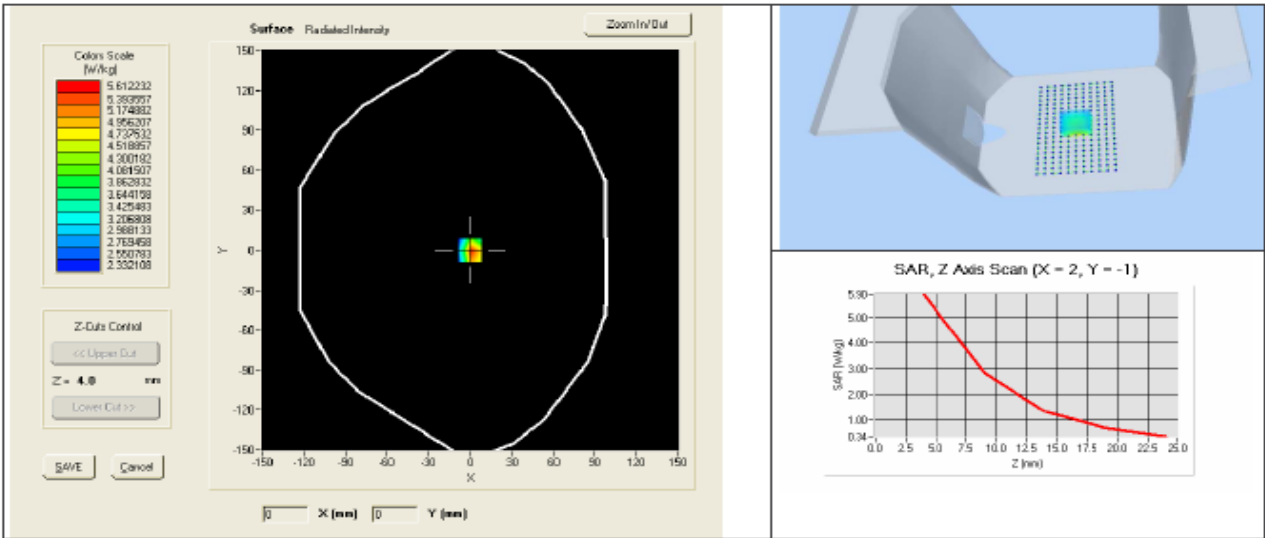 Surface Radiated Intensity
Zoom In/Out
Colors Scale
[W/kg]
5.612232
5.393557
5.174882
4.956207
4.737532
4.518857
4.300182
4.081507
3.862832
3.644158
3.425483
3.206808
2.988133
2.769458
2.550783
2.332108
Z-Cuts Control
<< Upper Cut
Z = 4.0 mm
Lower Cut >>
SAVE
Cancel
150
120
90
60
30
0
-30
-60
-90
-120
-150
Y
-150 -120 -90 -60 -30 0 30 60 90 120 150
X
0 X (mm) 0 Y (mm)
SAR, Z Axis Scan (X = 2, Y = -1)
5.90
5.00
4.00
3.00
2.00
1.00
0.34
SAR (W/kg)
0.0 2.5 5.0 7.5 10.0 12.5 15.0 17.5 20.0 22.5 25.0
Z (mm)